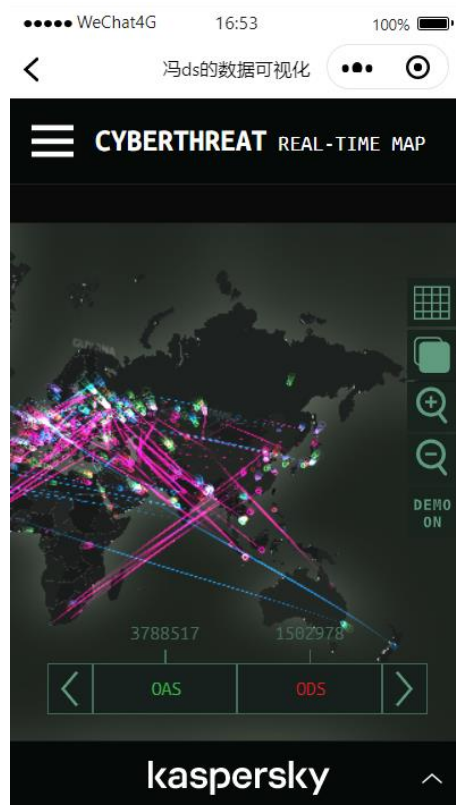 WeChat4G 16:53 100%
冯ds的数据可视化
CYBERTHREAT REAL-TIME MAP
DEMO
ON
3788517 1502978
OAS ODS
kaspersky